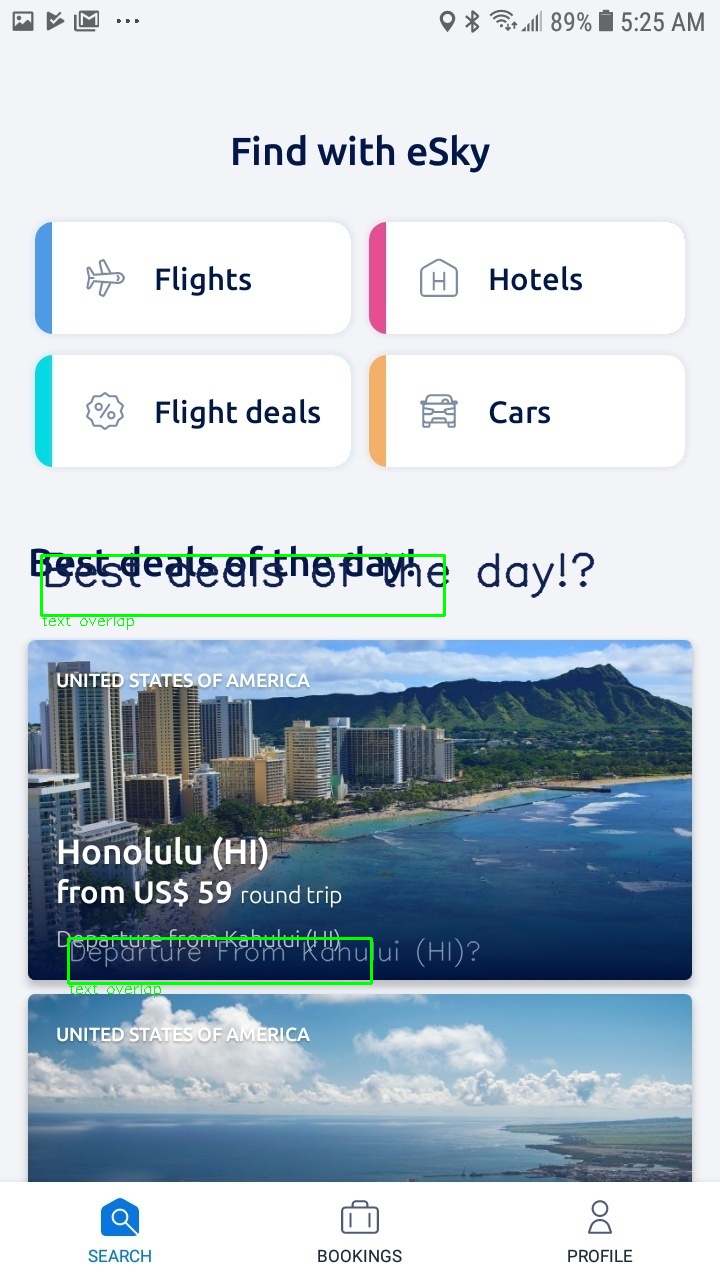 89% 5:25 AM
Find with eSky
Flights
Hotels
Flight deals
Cars
Best deals of the day!
Best deals of the day!?
text overlap
UNITED STATES OF AMERICA
Honolulu (HI)
from US$ 59 round trip
Departure from Kahului (HI)
Departure From Kahului (HI)?
text overlap
UNITED STATES OF AMERICA
SEARCH
BOOKINGS
PROFILE